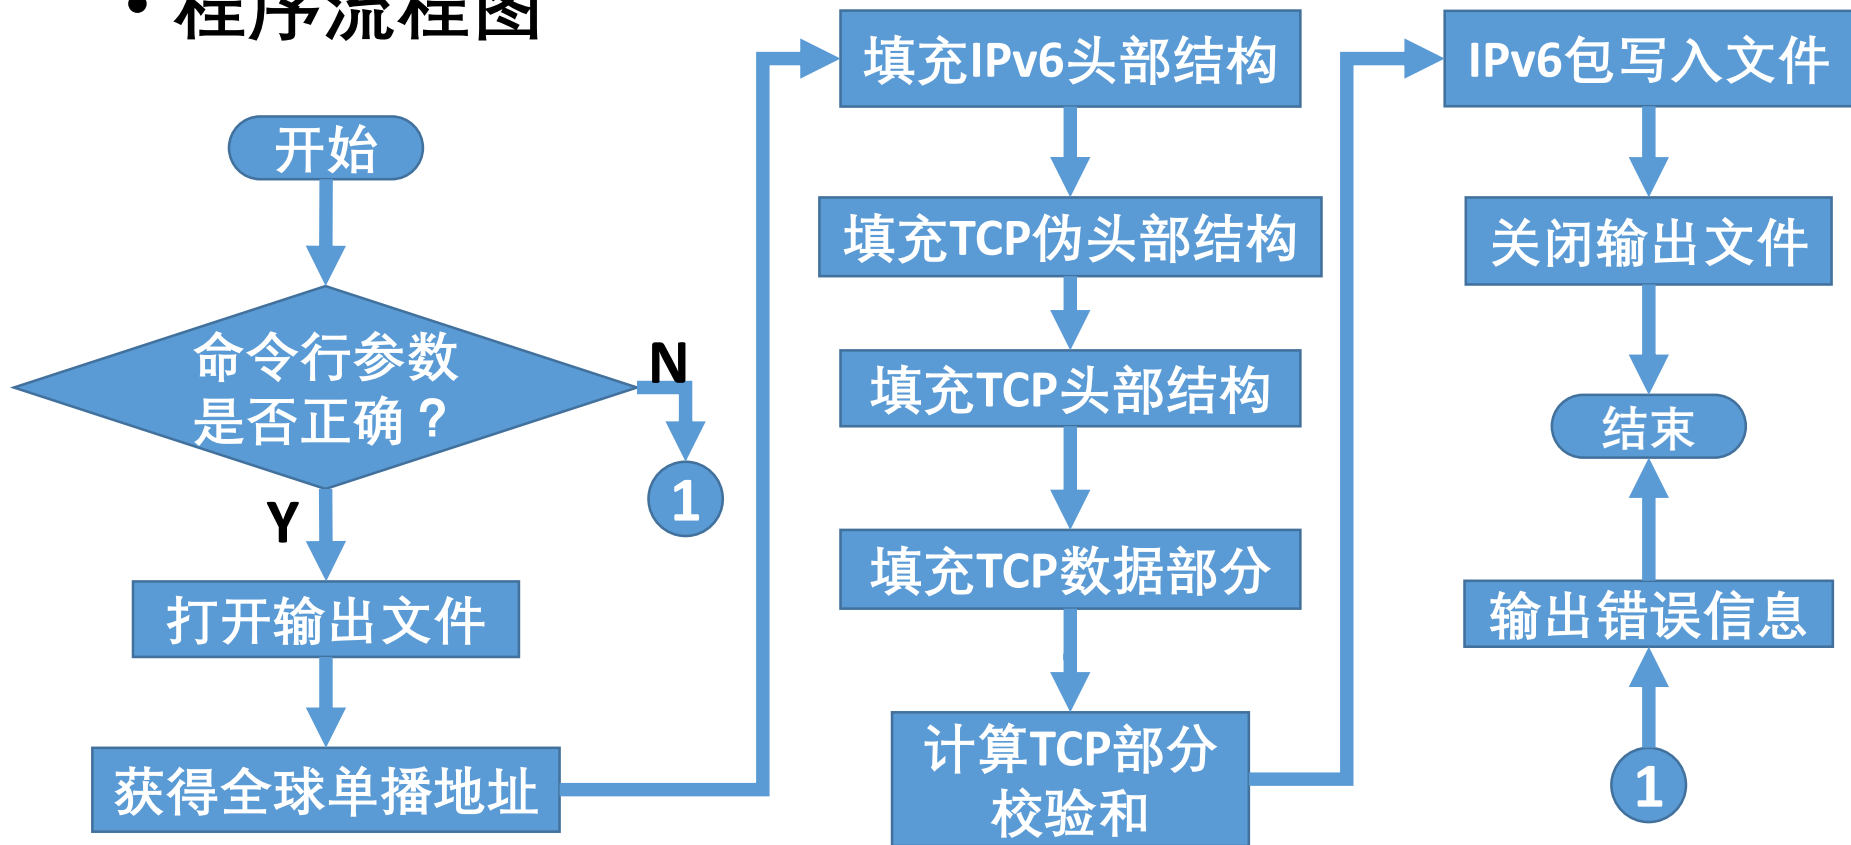 • 程序流程图
开始
命令行参数
是否正确？
N
1
Y
打开输出文件
获得全球单播地址
填充IPv6头部结构
填充TCP伪头部结构
填充TCP头部结构
填充TCP数据部分
计算TCP部分
校验和
IPv6包写入文件
关闭输出文件
结束
输出错误信息
1